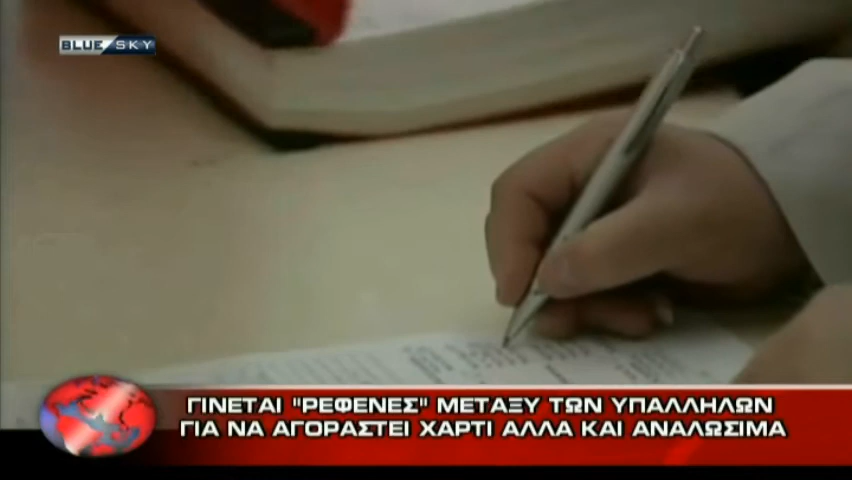 BLUE SKY
ΓΙΝΕΤΑΙ "ΡΕΦΕΝΕΣ" ΜΕΤΑΞΥ ΤΩΝ ΥΠΑΛΛΗΛΩΝ
ΓΙΑ ΝΑ ΑΓΟΡΑΣΤΕΙ ΧΑΡΤΙ ΑΛΛΑ ΚΑΙ ΑΝΑΛΩΣΙΜΑ